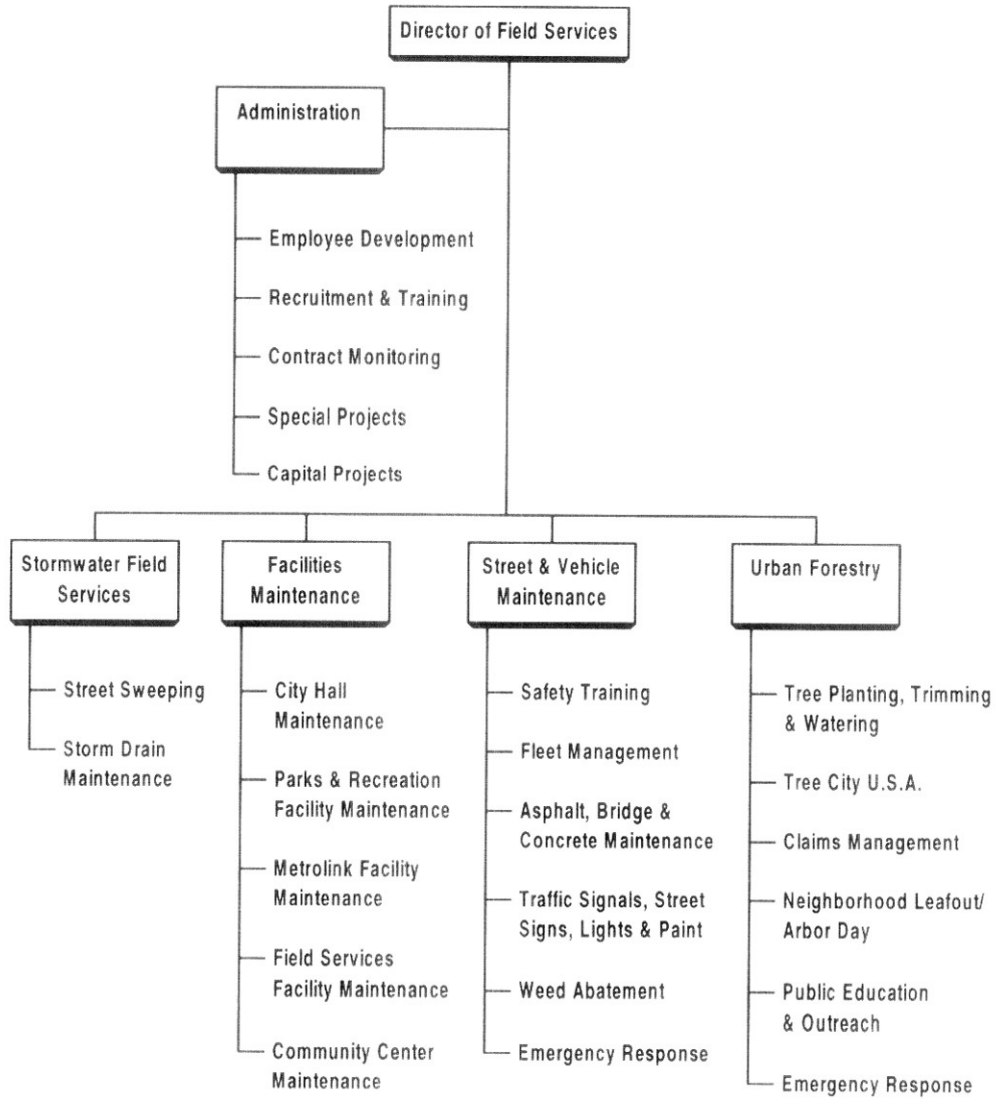 Director of Field Services
Administration
Employee Development
Recruitment & Training
Contract Monitoring
Special Projects
Capital Projects
Stormwater Field
Services
Street Sweeping
Storm Drain
Maintenance
Facilities
Maintenance
City Hall
Maintenance
Parks & Recreation
Facility Maintenance
Metrolink Facility
Maintenance
Field Services
Facility Maintenance
Community Center
Maintenance
Street & Vehicle
Maintenance
Safety Training
Fleet Management
Asphalt, Bridge &
Concrete Maintenance
Traffic Signals, Street
Signs, Lights & Paint
Weed Abatement
Emergency Response
Urban Forestry
Tree Planting, Trimming
& Watering
Tree City U.S.A.
Claims Management
Neighborhood Leafout/
Arbor Day
Public Education
& Outreach
Emergency Response